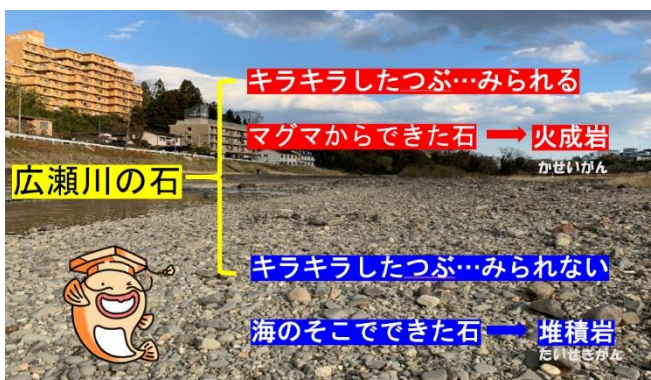 キラキラしたつぶ…みられる
マグマからできた石 → 火成岩
かせいがん
広瀬川の石
キラキラしたつぶ…みられない
海のそこでできた石 → 堆積岩
たいせきがん